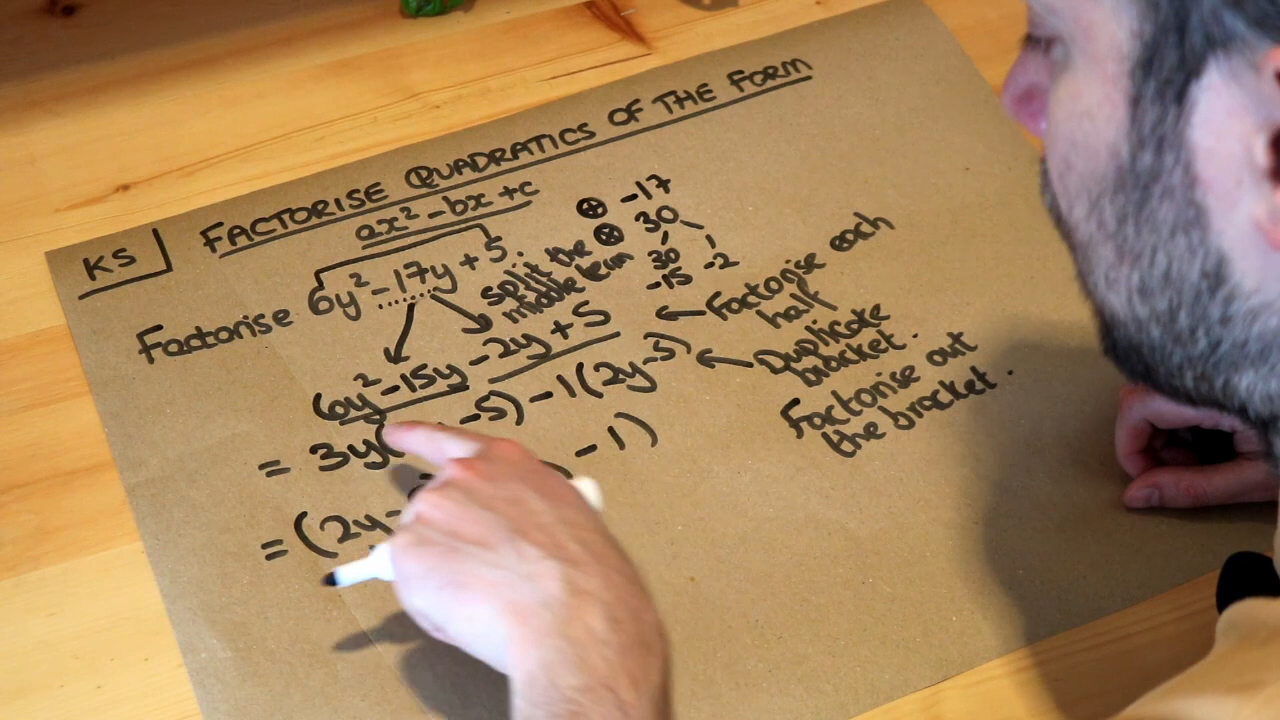 KS
FACTORISE QUADRATICS OF THE FORM
ax² - bx + c
Factorise 6y² - 17y + 5.
split the
middle term
⊕ -17
⊗ 30
30 1
-15 -2
6y² - 15y - 2y + 5
← Factorise each
half
= 3y( -5) - 1(2y-5)
← Duplicate
bracket.
= (2y- - 1)
Factorise out
the bracket.